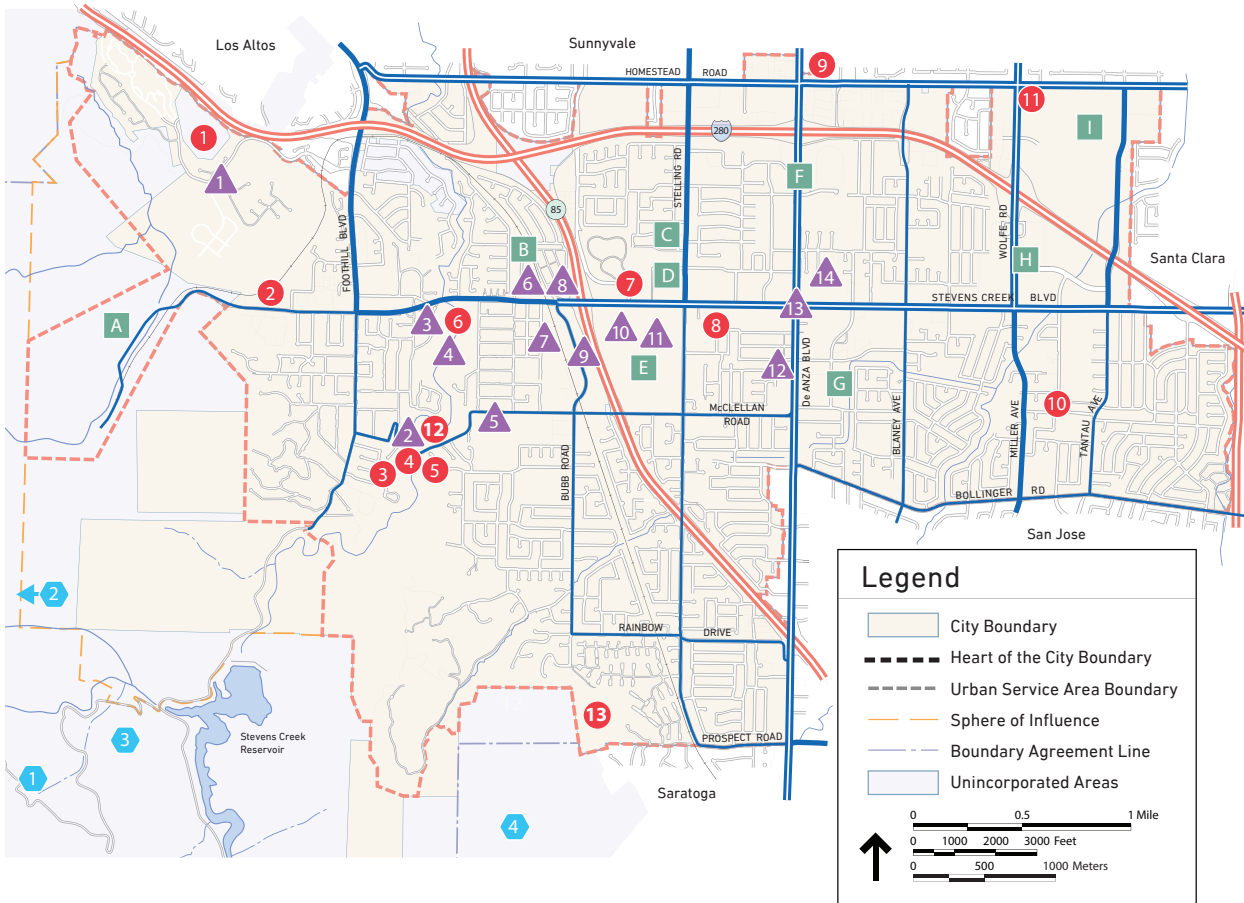 Los Altos
Sunnyvale
9
HOMESTEAD ROAD
11
1
I
280
STELLING RD
F
1
85
FOOTHILL BLVD
C
WOLFE RD
B
H
Santa Clara
D
14
6
8
7
2
STEVENS CREEK BLVD
A
13
3
6
10
8
11
4
7
9
E
12
De ANZA BLVD
G
BLANEY AVE
MILLER AVE
10
TANTAU AVE
McCLELLAN
ROAD
5
2
12
3
4
5
BUBB ROAD
BOLLINGER RD
San Jose
2
RAINBOW DRIVE
13
3
Stevens Creek
Reservoir
PROSPECT ROAD
1
Saratoga
4
Legend
City Boundary
Heart of the City Boundary
Urban Service Area Boundary
Sphere of Influence
Boundary Agreement Line
Unincorporated Areas
0 0.5 1 Mile
0 1000 2000 3000 Feet
0 500 1000 Meters